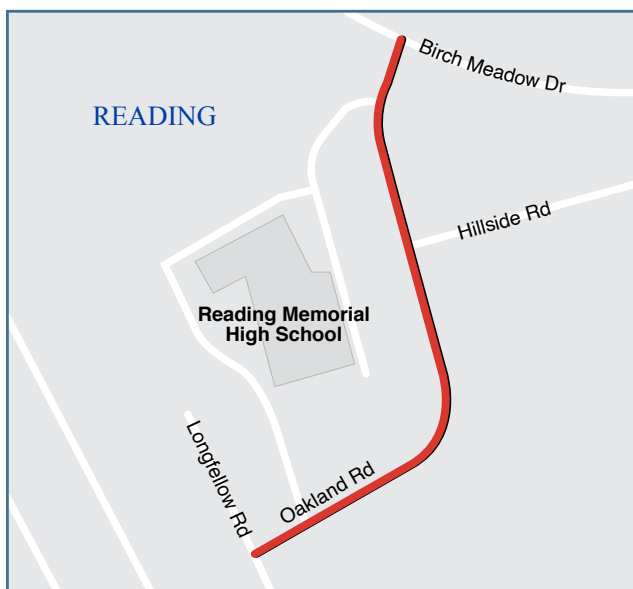 Birch Meadow Dr
READING
Hillside Rd
Reading Memorial
High School
Longfellow Rd
Oakland Rd